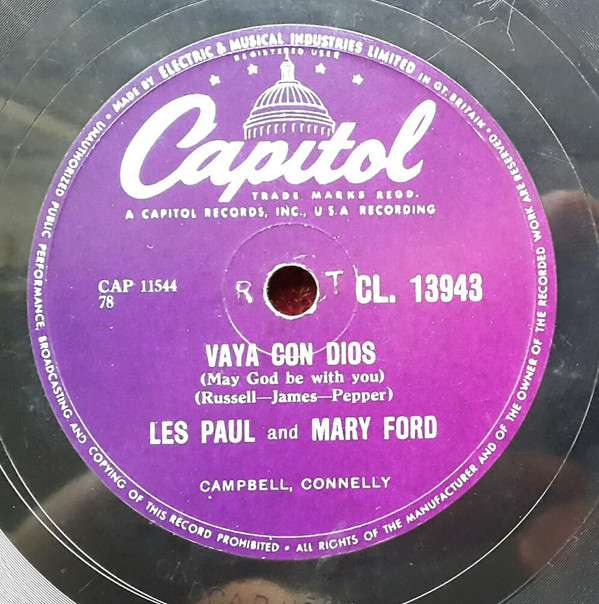 MADE BY ELECTRIC & MUSICAL INDUSTRIES LIMITED IN GT. BRITAIN •
REGISTERED USER
Capitol
TRADE MARKS REGD.
A CAPITOL RECORDS, INC., U.S.A RECORDING
CAP 11544
78
R
T
CL. 13943
VAYA CON DIOS
(May God be with you)
(Russell—James—Pepper)
LES PAUL and MARY FORD
CAMPBELL, CONNELLY
UNAUTHORIZED PUBLIC PERFORMANCE, BROADCASTING AND COPYING OF THIS RECORD PROHIBITED • ALL RIGHTS OF THE MANUFACTURER AND OF THE OWNER OF THE RECORDED WORK ARE RESERVED